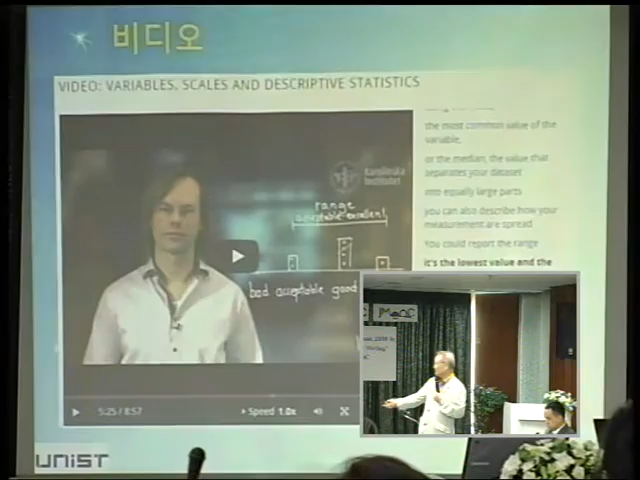 비디오
VIDEO: VARIABLES, SCALES AND DESCRIPTIVE STATISTICS
the most common value of the
variable,
or the median, the value that
separates your dataset
into equally large parts
you can also describe how your
measurement are spread
You could report the range
it's the lowest value and the
Karolinska
Institutet
range
acceptable-excellent
bad acceptable good
5:25 / 8:57
Speed 1.0x
UNIST